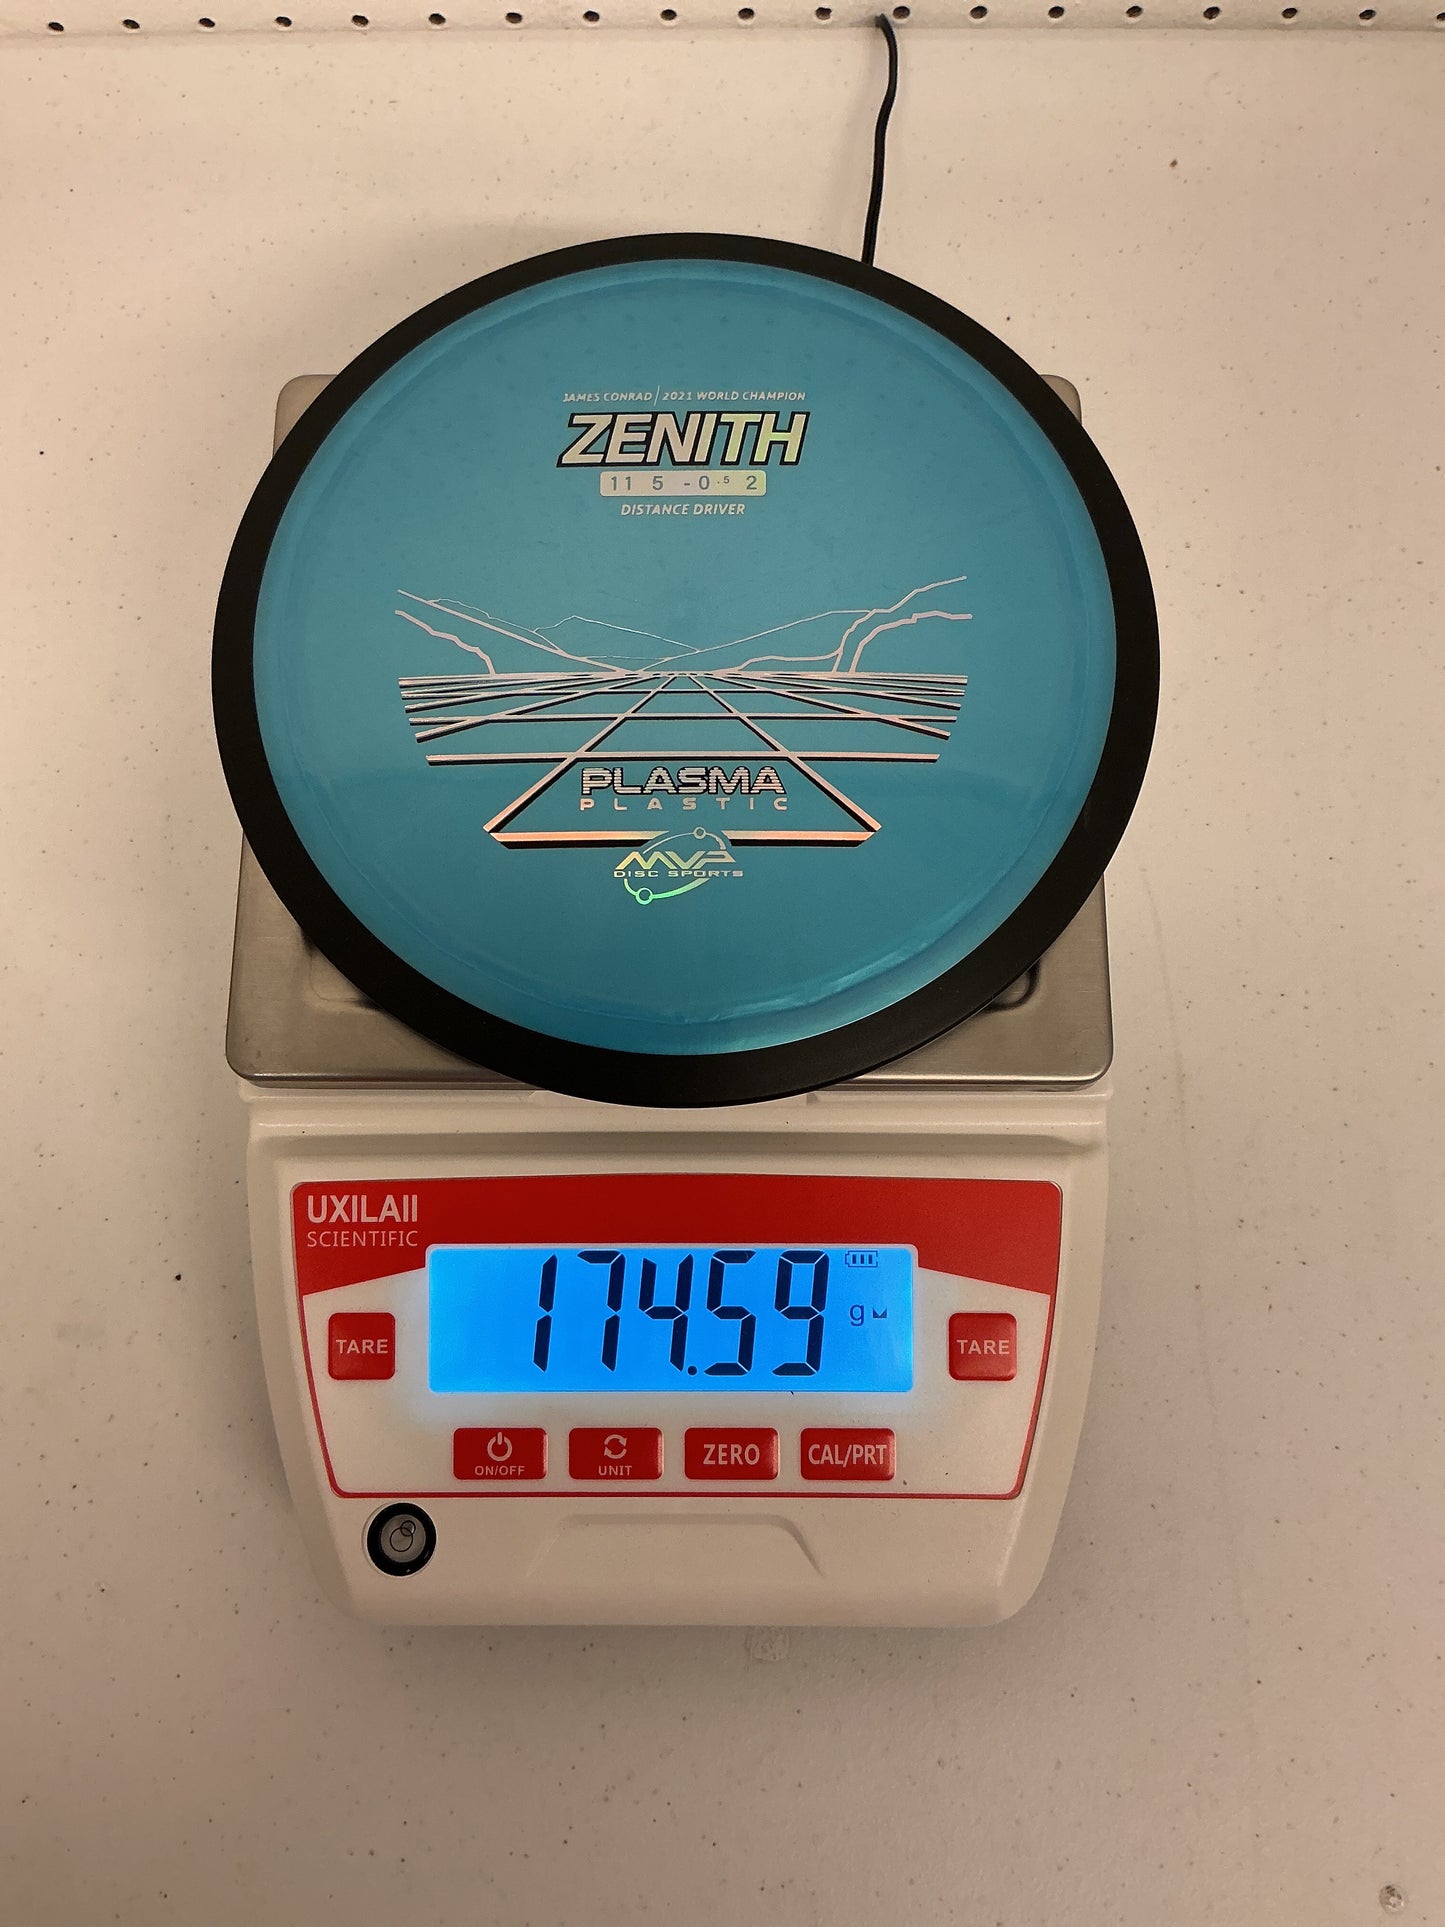 JAMES CONRAD | 2021 WORLD CHAMPION
ZENITH
11 5 -0.5 2
DISTANCE DRIVER
PLASMA
PLASTIC
MVP
DISC SPORTS
UXILAII
SCIENTIFIC
174.59 g
TARE
TARE
ON/OFF
UNIT
ZERO
CAL/PRT